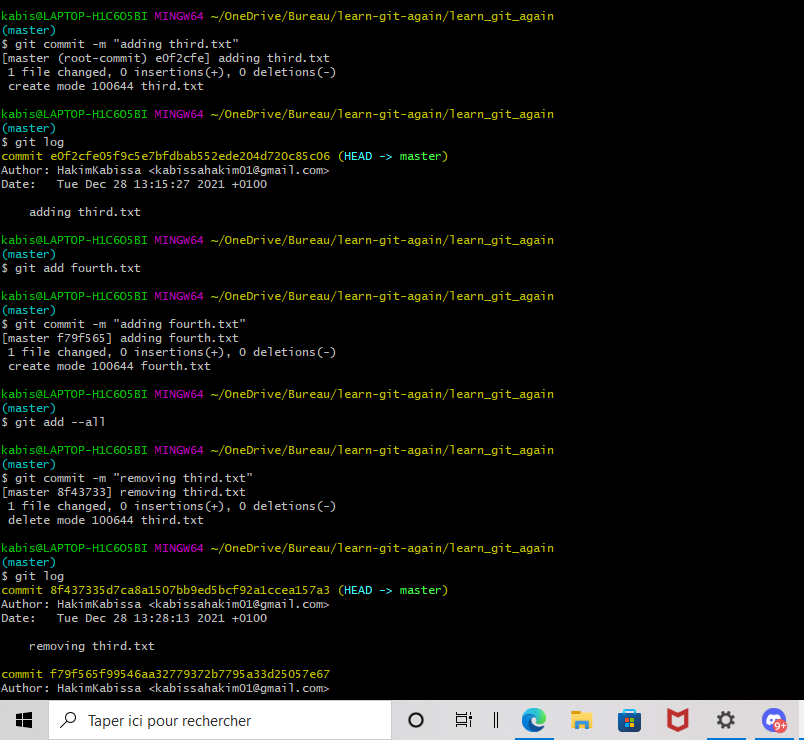 kabis@LAPTOP-H1C6O5BI MINGW64 ~/OneDrive/Bureau/learn-git-again/learn_git_again
(master)
$ git commit -m "adding third.txt"
[master (root-commit) e0f2cfe] adding third.txt
 1 file changed, 0 insertions(+), 0 deletions(-)
 create mode 100644 third.txt

kabis@LAPTOP-H1C6O5BI MINGW64 ~/OneDrive/Bureau/learn-git-again/learn_git_again
(master)
$ git log
commit e0f2cfe05f9c5e7bfdbab552ede204d720c85c06 (HEAD -> master)
Author: HakimKabissa <kabissahakim01@gmail.com>
Date:   Tue Dec 28 13:15:27 2021 +0100

    adding third.txt

kabis@LAPTOP-H1C6O5BI MINGW64 ~/OneDrive/Bureau/learn-git-again/learn_git_again
(master)
$ git add fourth.txt

kabis@LAPTOP-H1C6O5BI MINGW64 ~/OneDrive/Bureau/learn-git-again/learn_git_again
(master)
$ git commit -m "adding fourth.txt"
[master f79f565] adding fourth.txt
 1 file changed, 0 insertions(+), 0 deletions(-)
 create mode 100644 fourth.txt

kabis@LAPTOP-H1C6O5BI MINGW64 ~/OneDrive/Bureau/learn-git-again/learn_git_again
(master)
$ git add --all

kabis@LAPTOP-H1C6O5BI MINGW64 ~/OneDrive/Bureau/learn-git-again/learn_git_again
(master)
$ git commit -m "removing third.txt"
[master 8f43733] removing third.txt
 1 file changed, 0 insertions(+), 0 deletions(-)
 delete mode 100644 third.txt

kabis@LAPTOP-H1C6O5BI MINGW64 ~/OneDrive/Bureau/learn-git-again/learn_git_again
(master)
$ git log
commit 8f437335d7ca8a1507bb9ed5bcf92a1ccea157a3 (HEAD -> master)
Author: HakimKabissa <kabissahakim01@gmail.com>
Date:   Tue Dec 28 13:28:13 2021 +0100

    removing third.txt

commit f79f565f99546aa32779372b7795a33d25057e67
Author: HakimKabissa <kabissahakim01@gmail.com>
Taper ici pour rechercher
9+